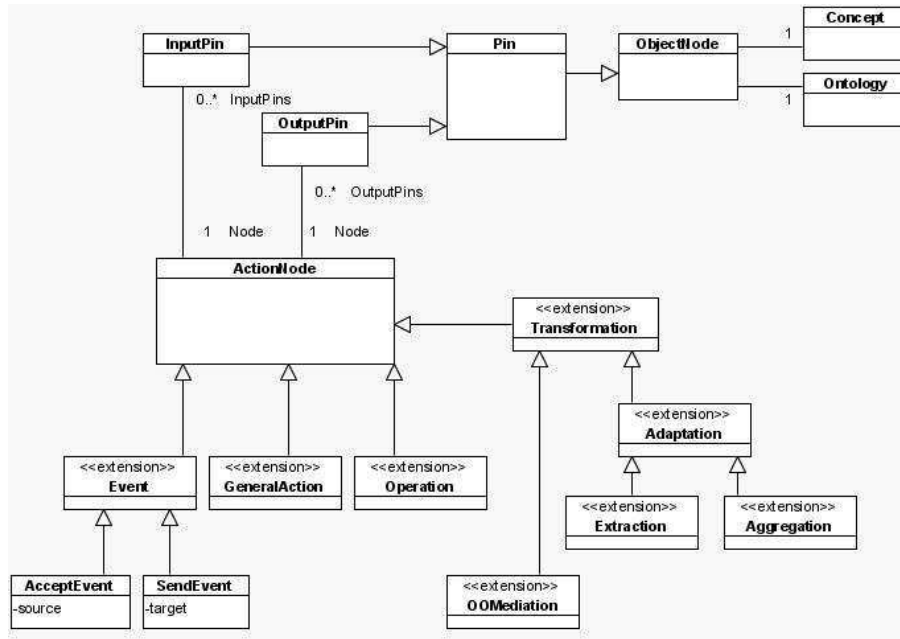 InputPin
Pin
ObjectNode
1
Concept
1
Ontology
0..* InputPins
OutputPin
0..* OutputPins
1 Node
1 Node
ActionNode
<<extension>>
Transformation
<<extension>>
Adaptation
<<extension>>
Event
<<extension>>
GeneralAction
<<extension>>
Operation
<<extension>>
Extraction
<<extension>>
Aggregation
AcceptEvent
-source
SendEvent
-target
<<extension>>
OOMediation